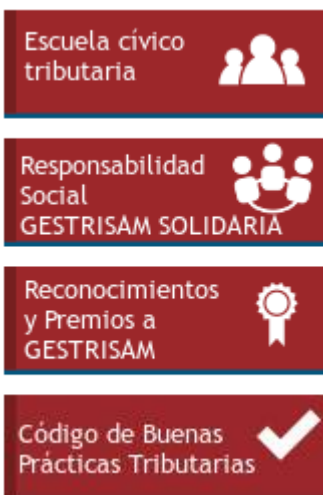 Escuela cívico
tributaria
Responsabilidad
Social
GESTRISAM SOLIDARIA
Reconocimientos
y Premios a
GESTRISAM
Código de Buenas
Prácticas Tributarias